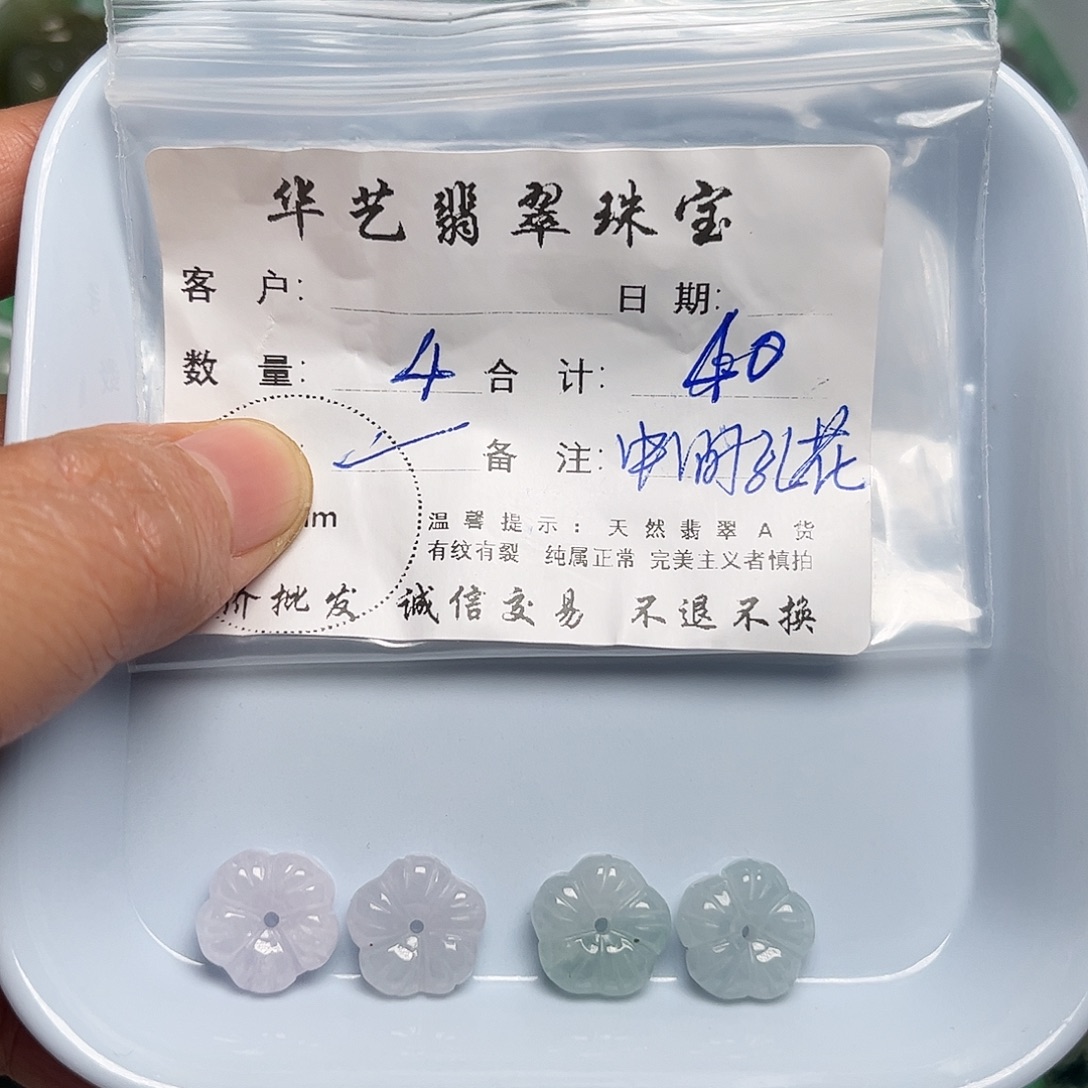 华艺翡翠珠宝
客 户: 日 期:
数 量: 4 合 计: 40
备 注: 中间孔花
mm
温馨提示: 天然翡翠A货
有纹有裂 纯属正常 完美主义者慎拍
价批发 诚信交易 不退不换